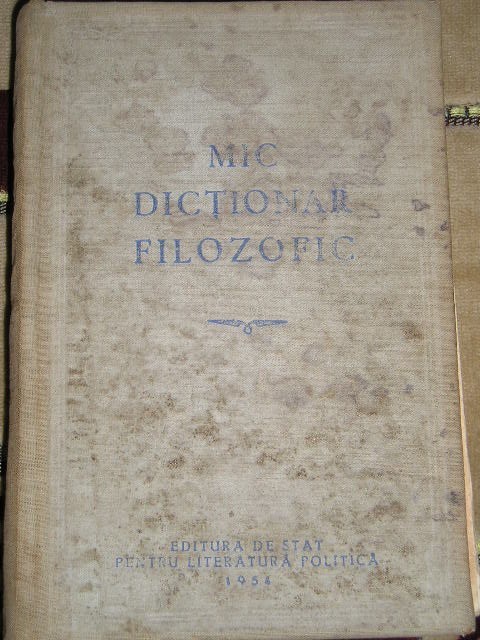 MIC
DICȚIONAR
FILOZOFIC
EDITURA DE STAT
PENTRU LITERATURĂ POLITICĂ
1954